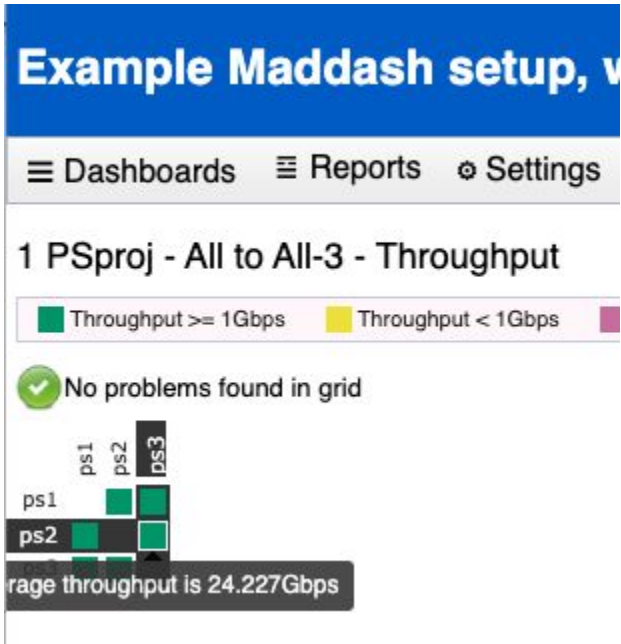 Example Maddash setup, w
Dashboards Reports Settings
1 PSproj - All to All-3 - Throughput
Throughput >= 1Gbps Throughput < 1Gbps
No problems found in grid
ps1 ps2 ps3
ps1
ps2
ps3
rage throughput is 24.227Gbps